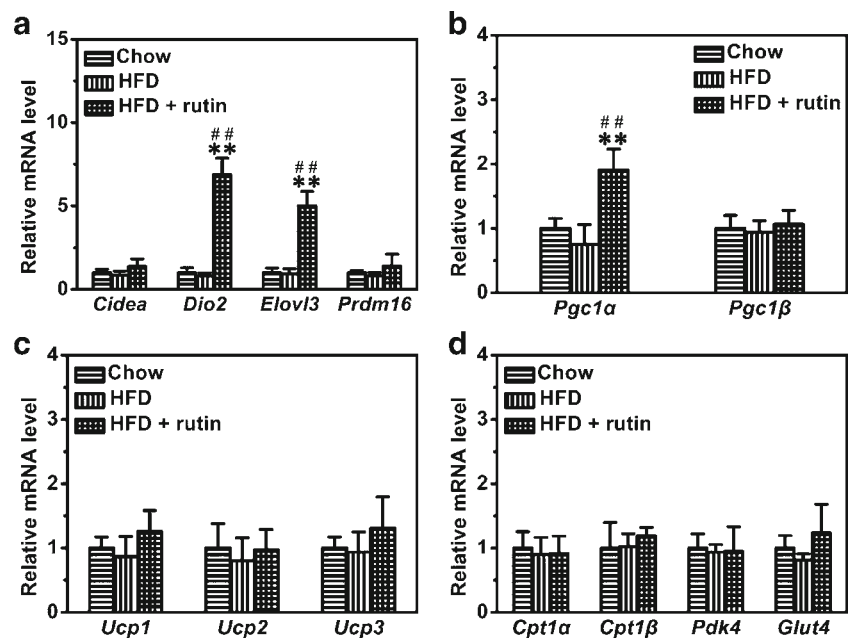 a
15
10
5
0
Relative mRNA level
Chow
HFD
HFD + rutin
##
**
##
**
Cidea Dio2 Elovl3 Prdm16
b
4
3
2
1
0
Relative mRNA level
Chow
HFD
HFD + rutin
##
**
Pgc1α Pgc1β
c
4
3
2
1
0
Relative mRNA level
Chow
HFD
HFD + rutin
Ucp1 Ucp2 Ucp3
d
4
3
2
1
0
Relative mRNA level
Chow
HFD
HFD + rutin
Cpt1α Cpt1β Pdk4 Glut4